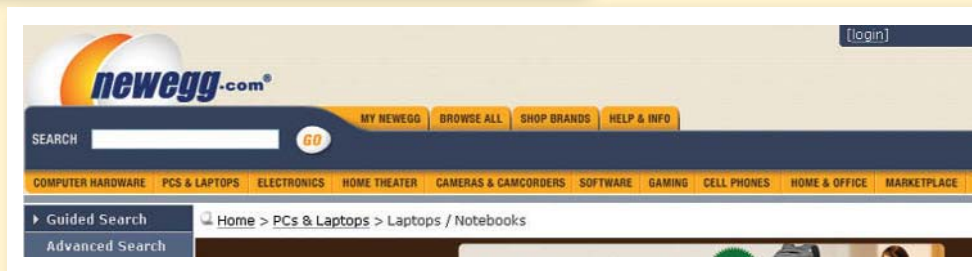 [login]
newegg.com®
MY NEWEGG BROWSE ALL SHOP BRANDS HELP & INFO
SEARCH GO
COMPUTER HARDWARE PCS & LAPTOPS ELECTRONICS HOME THEATER CAMERAS & CAMCORDERS SOFTWARE GAMING CELL PHONES HOME & OFFICE MARKETPLACE
Guided Search Home > PCs & Laptops > Laptops / Notebooks
Advanced Search